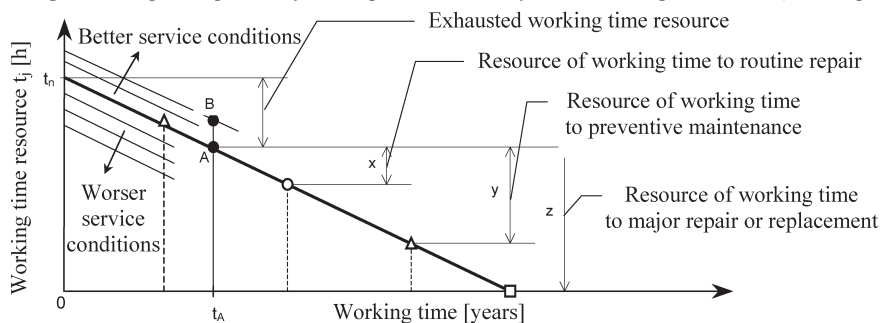 Exhausted working time resource
Better service conditions
Resource of working time to routine repair
Working time resource tj [h]
tn
B
Resource of working time
to preventive maintenance
A
x
y
z
Worser
service
conditions
Resource of working time
to major repair or replacement
0
tA
Working time [years]